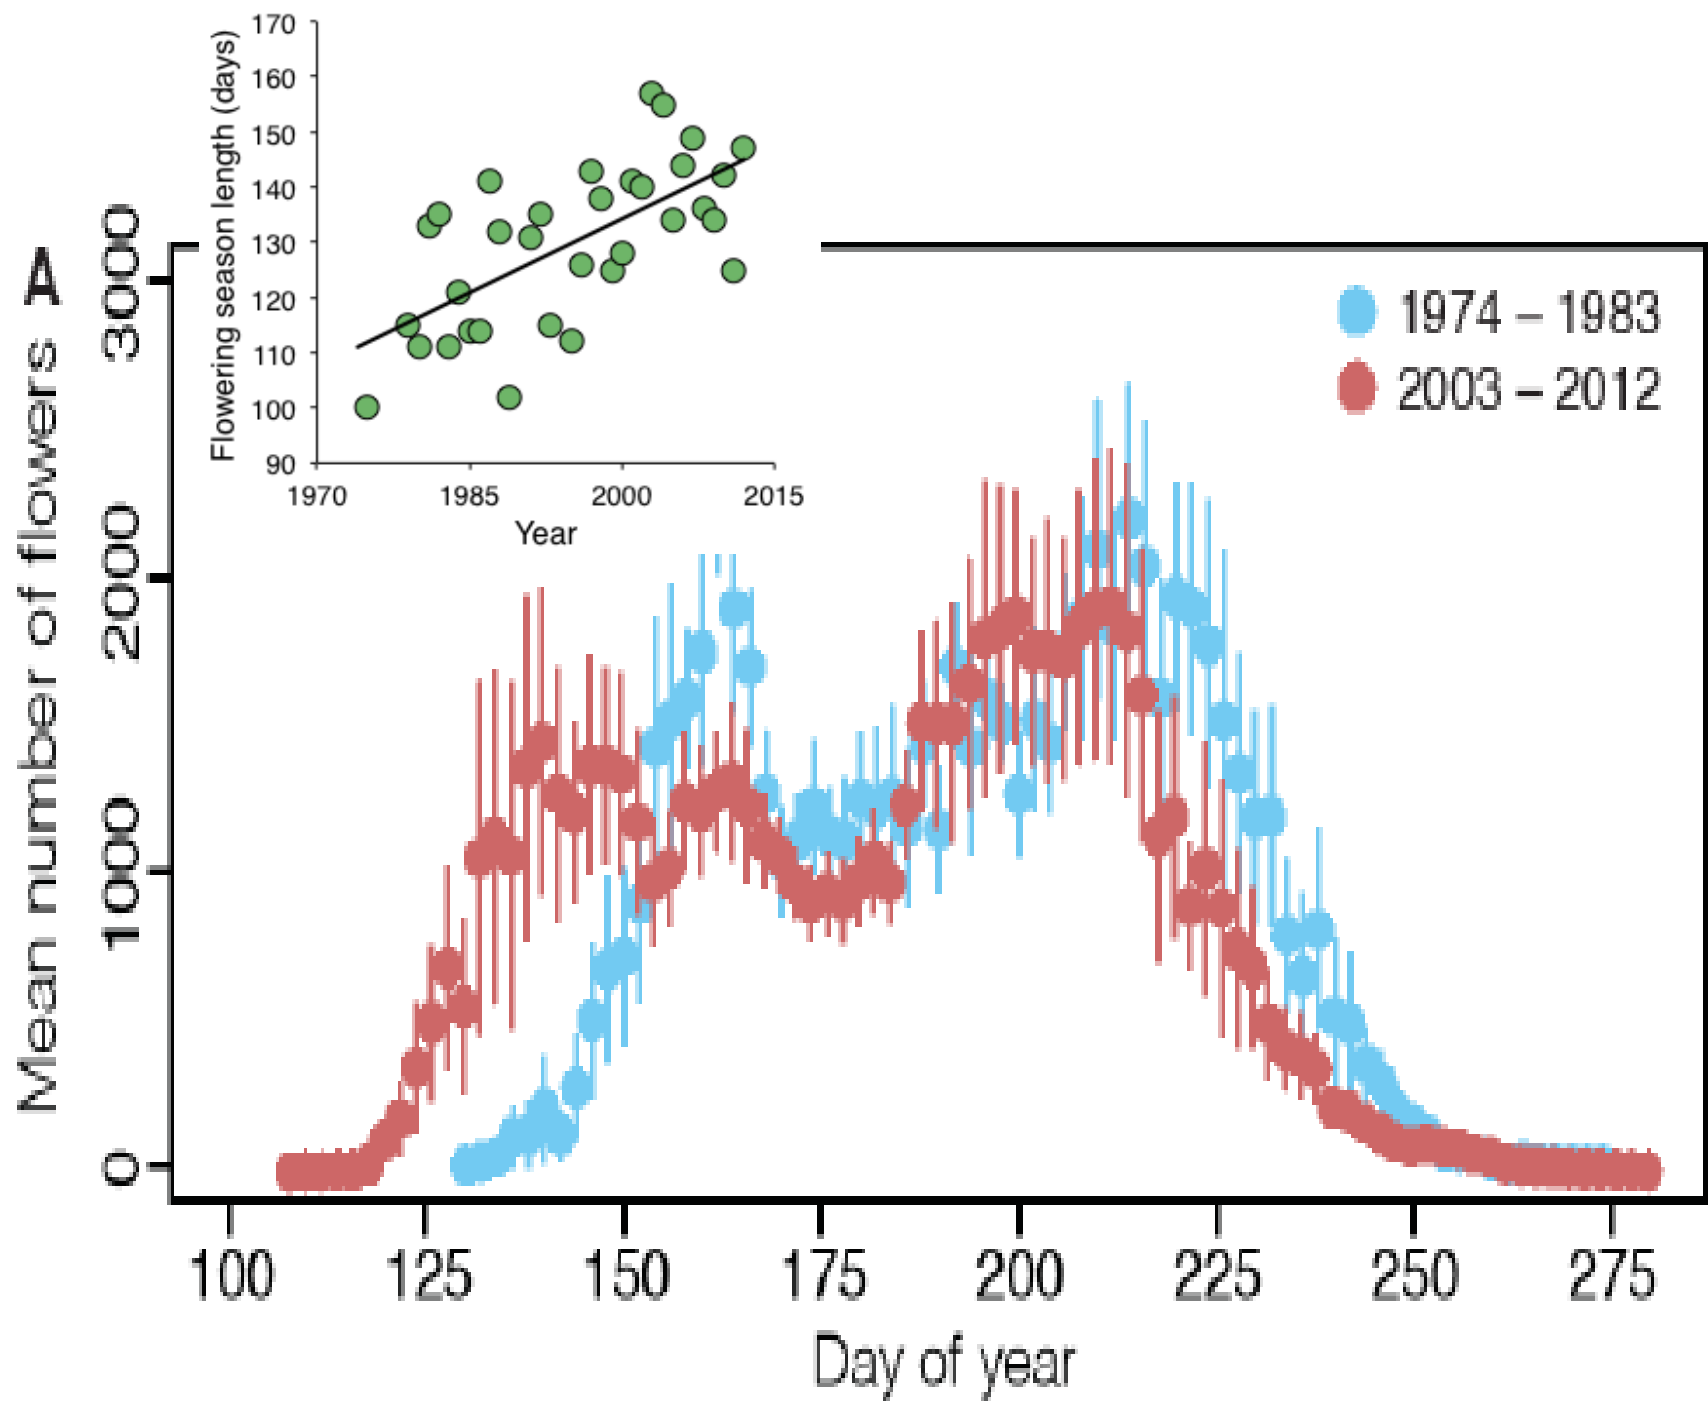 170
160
150
140
130
120
110
100
90
Flowering season length (days)
1970 1985 2000 2015
Year
A
3000
2000
1000
0
Mean number of flowers
1974 – 1983
2003 – 2012
100 125 150 175 200 225 250 275
Day of year